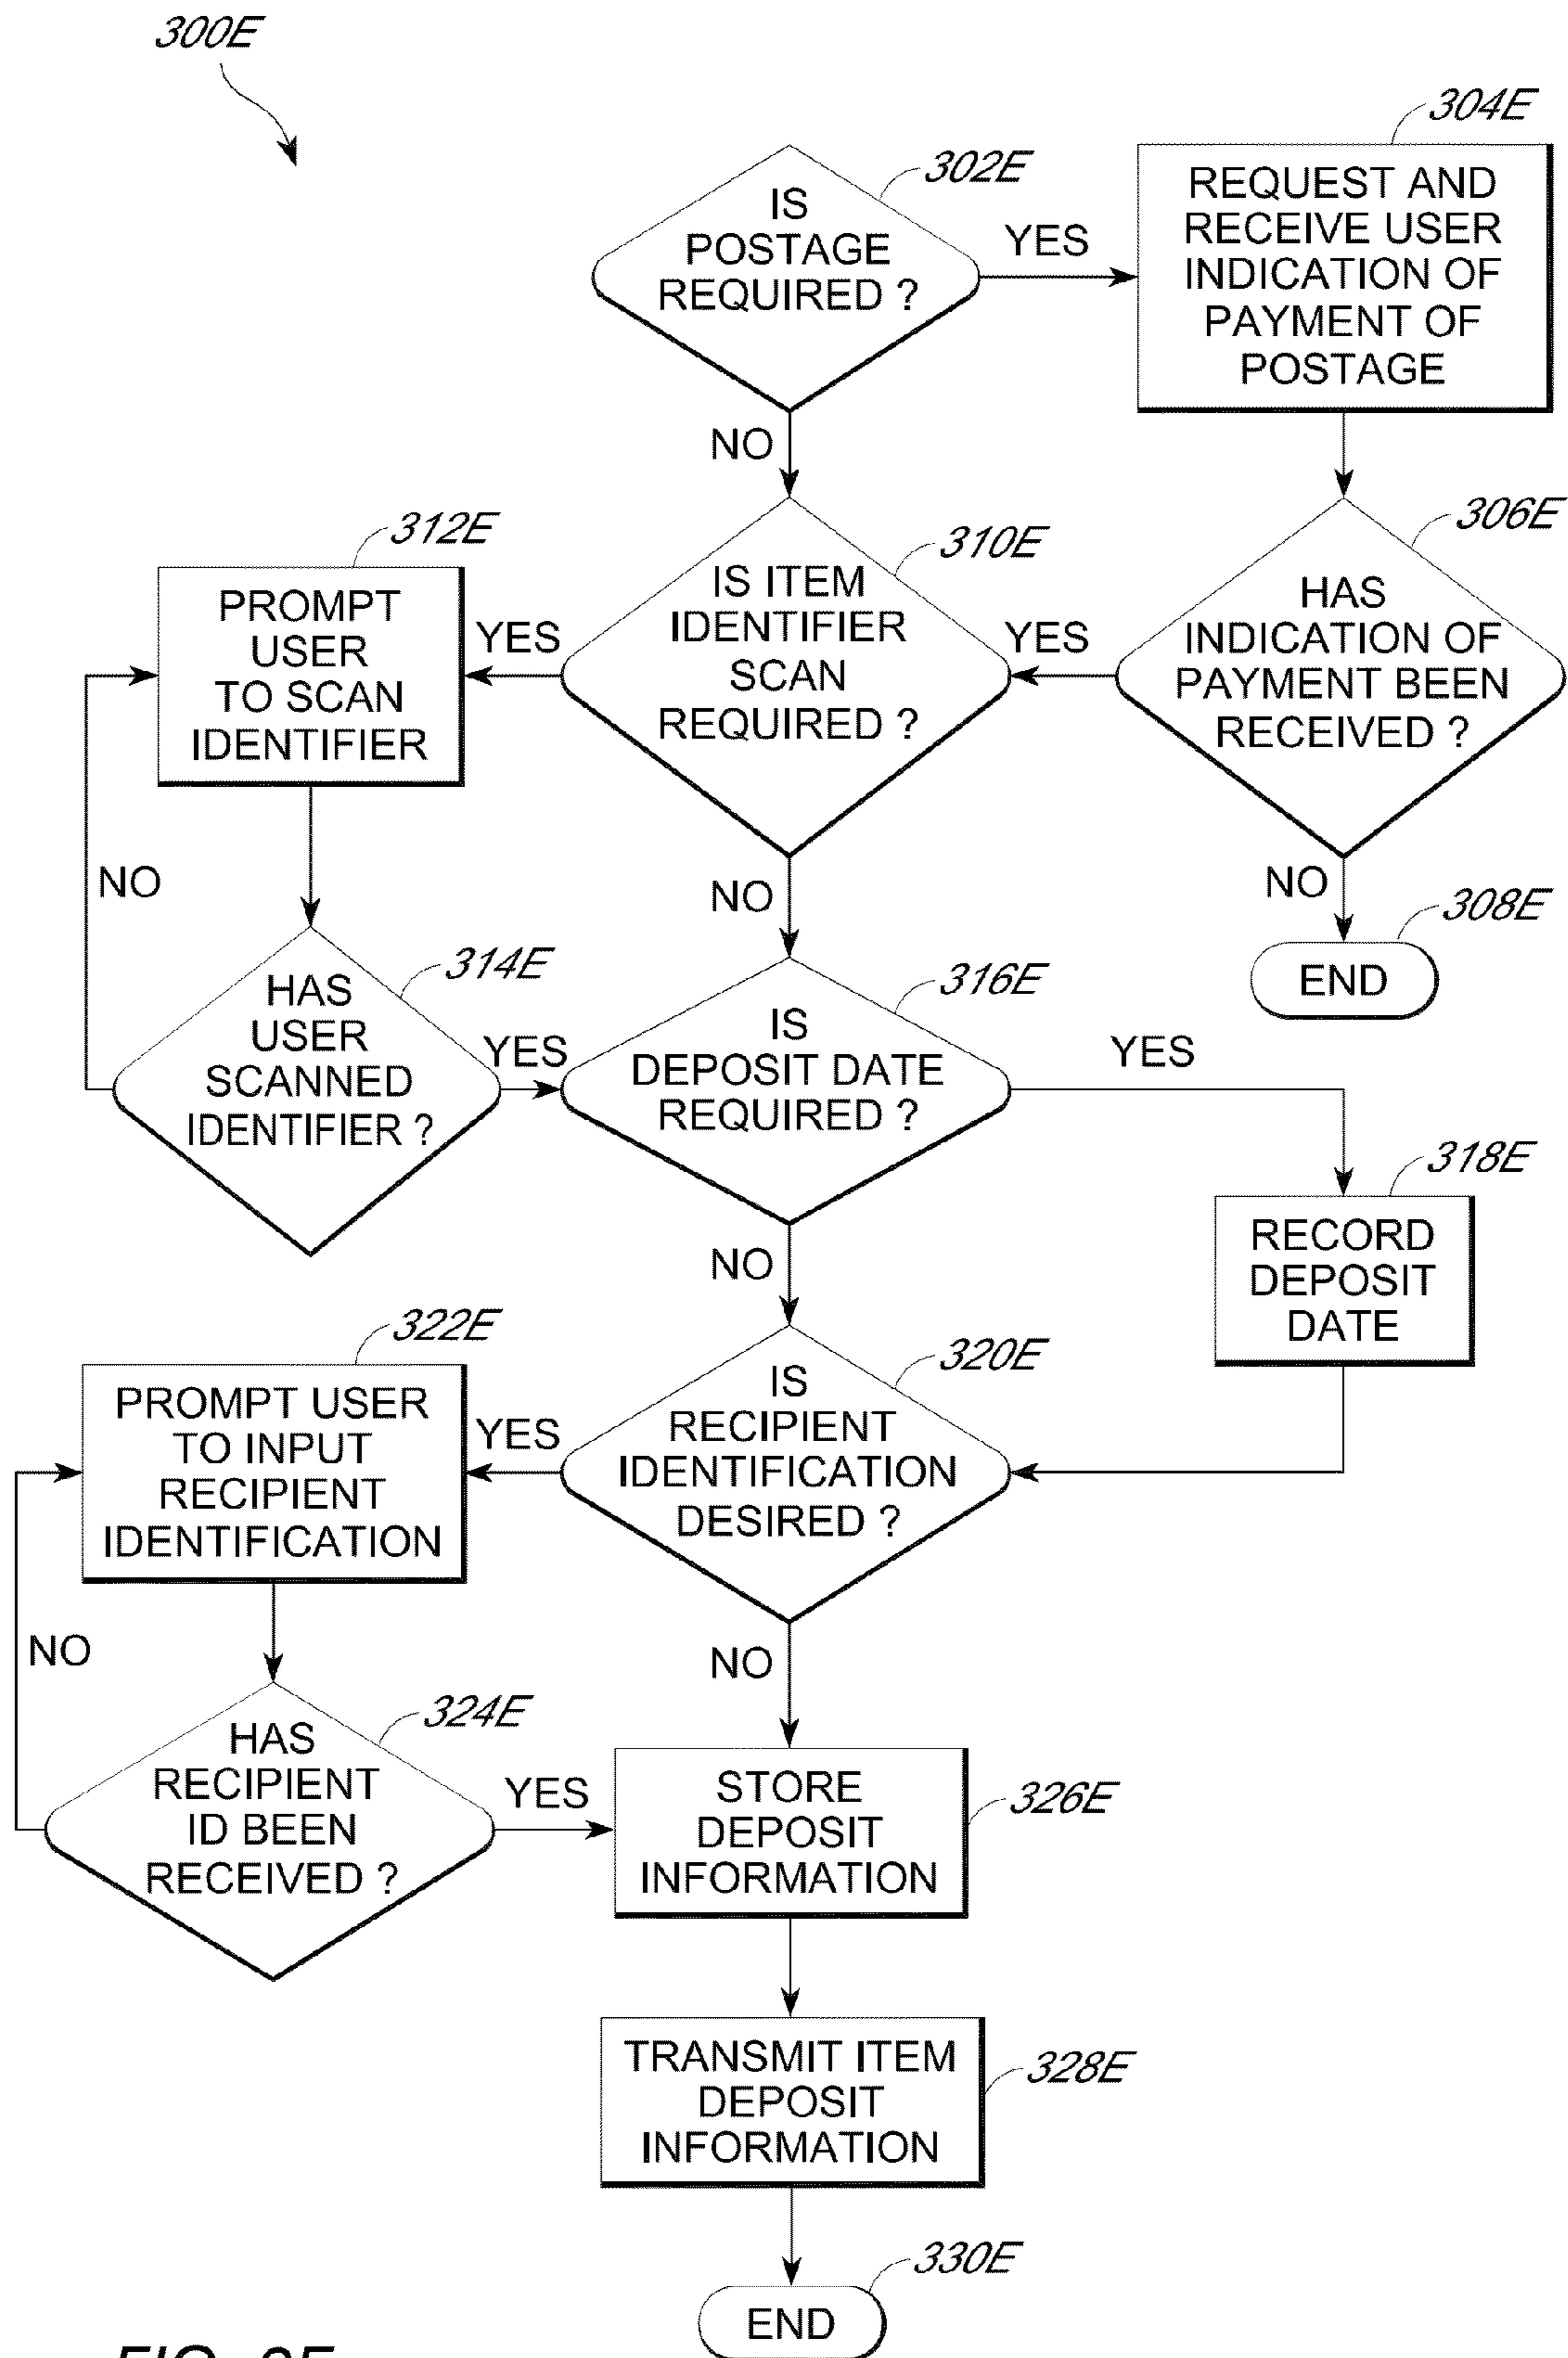 300E
302E
IS
POSTAGE
REQUIRED ?
YES
304E
REQUEST AND
RECEIVE USER
INDICATION OF
PAYMENT OF
POSTAGE
NO
306E
HAS
INDICATION OF
PAYMENT BEEN
RECEIVED ?
YES
NO
308E
END
310E
IS ITEM
IDENTIFIER
SCAN
REQUIRED ?
YES
NO
312E
PROMPT
USER
TO SCAN
IDENTIFIER
NO
314E
HAS
USER
SCANNED
IDENTIFIER ?
YES
316E
IS
DEPOSIT DATE
REQUIRED ?
YES
NO
318E
RECORD
DEPOSIT
DATE
320E
IS
RECIPIENT
IDENTIFICATION
DESIRED ?
YES
NO
322E
PROMPT USER
TO INPUT
RECIPIENT
IDENTIFICATION
NO
324E
HAS
RECIPIENT
ID BEEN
RECEIVED ?
YES
326E
STORE
DEPOSIT
INFORMATION
328E
TRANSMIT ITEM
DEPOSIT
INFORMATION
330E
END